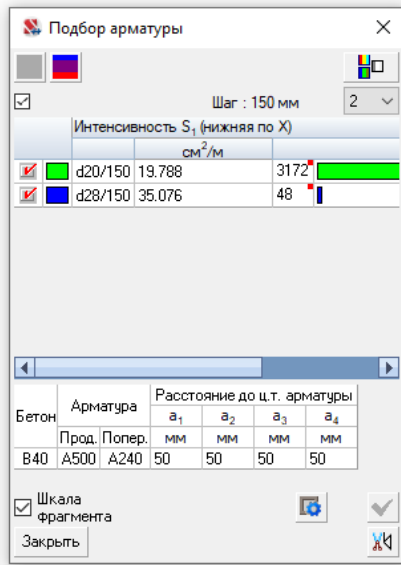 Подбор арматуры
Шаг : 150 мм 2
Интенсивность S1 (нижняя по X)
см2/м
d20/150 19.788 3172
d28/150 35.076 48
Бетон Арматура Расстояние до ц.т. арматуры
a1 a2 a3 a4
Прод. Попер. мм мм мм мм
B40 A500 A240 50 50 50 50
Шкала
фрагмента
Закрыть